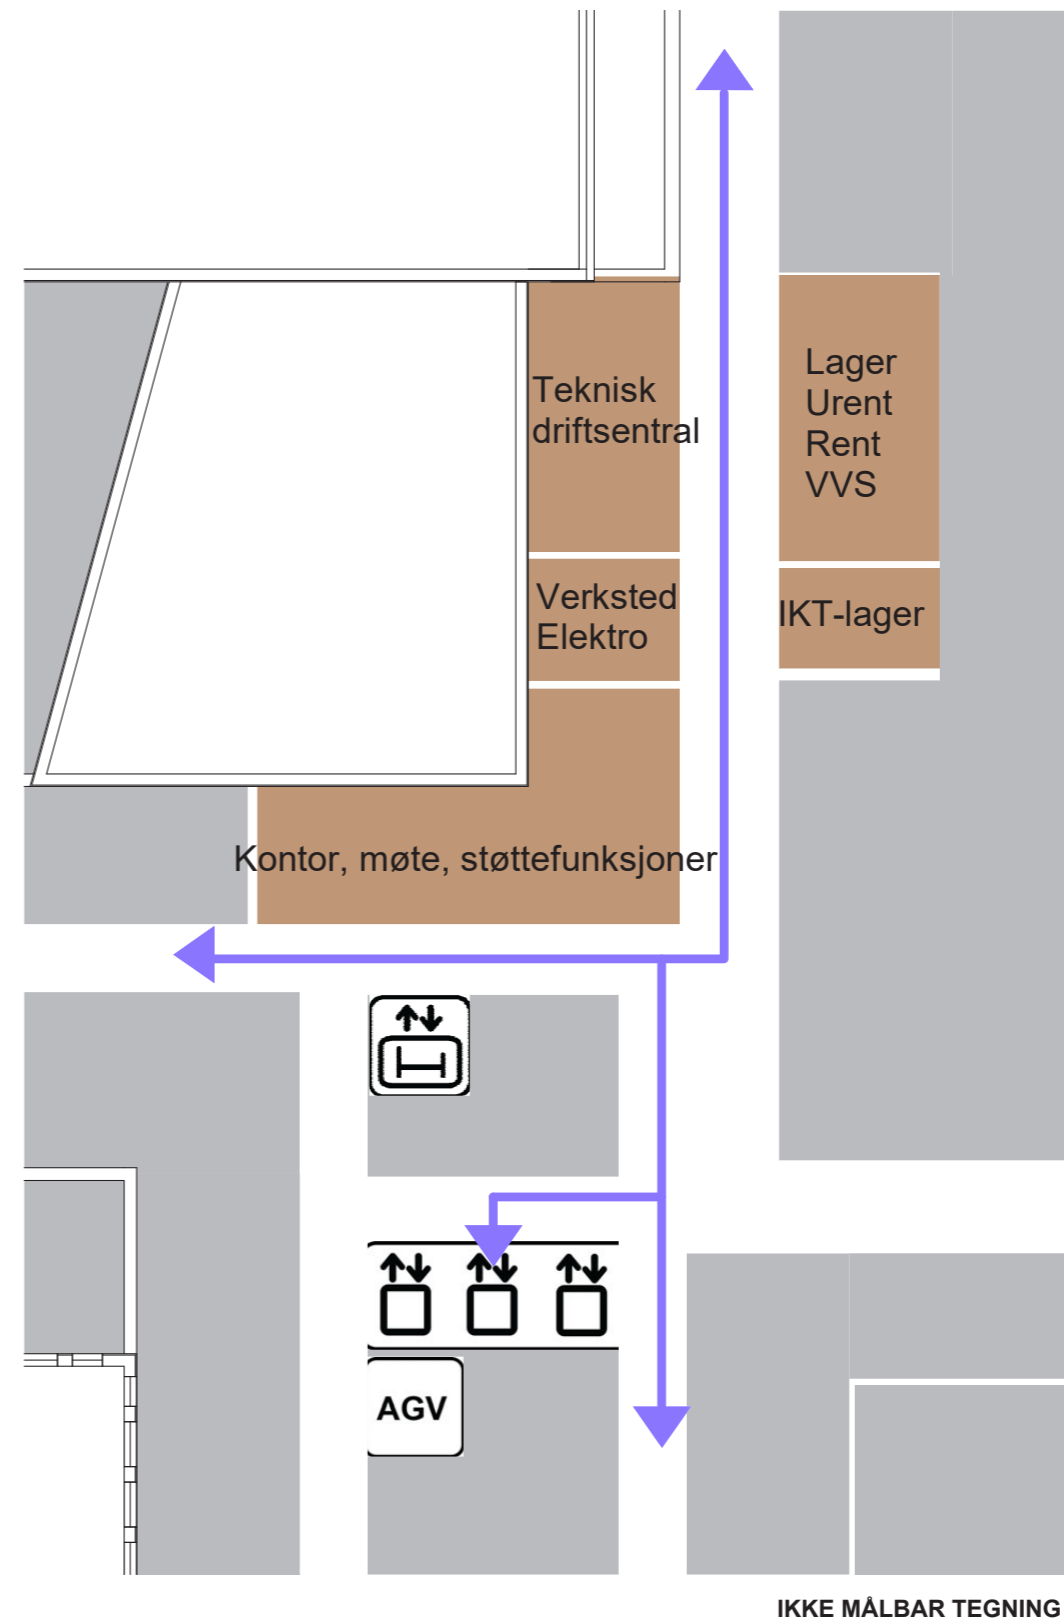 Teknisk
driftsentral
Lager
Urent
Rent
VVS
Verksted
Elektro
IKT-lager
Kontor, møte, støttefunksjoner
AGV
IKKE MÅLBAR TEGNING